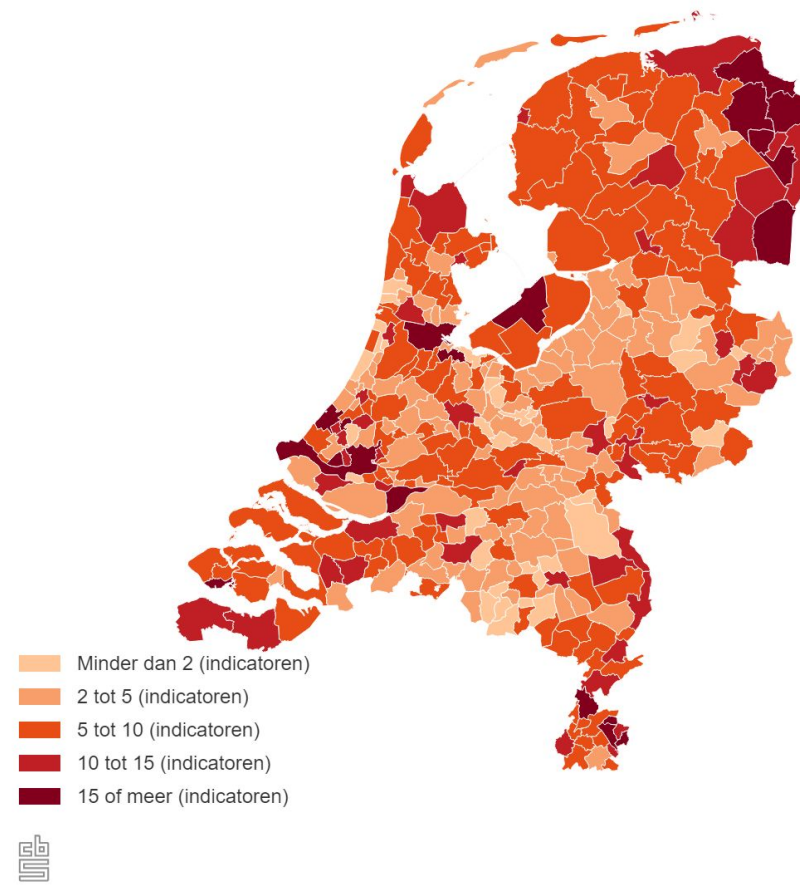 Minder dan 2 (indicatoren)
2 tot 5 (indicatoren)
5 tot 10 (indicatoren)
10 tot 15 (indicatoren)
15 of meer (indicatoren)
cbs